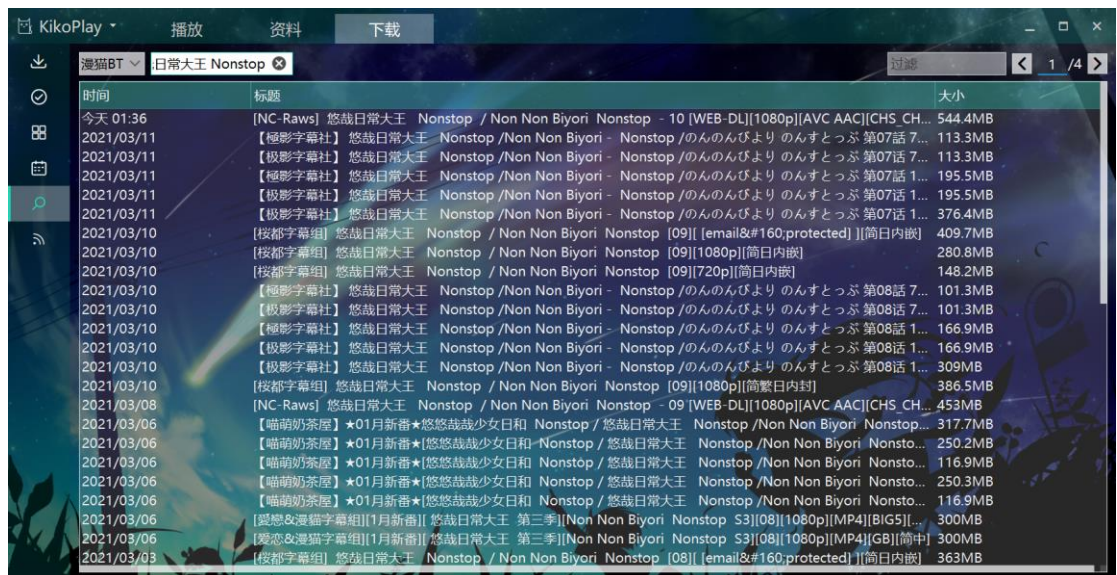 KikoPlay 播放 资料 下载
漫猫BT 日常大王 Nonstop 过滤 1 /4
时间 标题 大小
今天 01:36 [NC-Raws] 悠哉日常大王 Nonstop / Non Non Biyori Nonstop - 10 [WEB-DL][1080p][AVC AAC][CHS_CH... 544.4MB
2021/03/11 【極影字幕社】 悠哉日常大王 Nonstop /Non Non Biyori - Nonstop /のんのんびより のんすとっぷ 第07話 7... 113.3MB
2021/03/11 【极影字幕社】 悠哉日常大王 Nonstop /Non Non Biyori - Nonstop /のんのんびより のんすとっぷ 第07话 7... 113.3MB
2021/03/11 【極影字幕社】 悠哉日常大王 Nonstop /Non Non Biyori - Nonstop /のんのんびより のんすとっぷ 第07話 1... 195.5MB
2021/03/11 【极影字幕社】 悠哉日常大王 Nonstop /Non Non Biyori - Nonstop /のんのんびより のんすとっぷ 第07话 1... 195.5MB
2021/03/11 【极影字幕社】 悠哉日常大王 Nonstop /Non Non Biyori - Nonstop /のんのんびより のんすとっぷ 第07话 1... 376.4MB
2021/03/10 [桜都字幕组] 悠哉日常大王 Nonstop / Non Non Biyori Nonstop [09][ [email&#160;protected] ][简日内嵌] 409.7MB
2021/03/10 [桜都字幕组] 悠哉日常大王 Nonstop / Non Non Biyori Nonstop [09][1080p][简日内嵌] 280.8MB
2021/03/10 [桜都字幕组] 悠哉日常大王 Nonstop / Non Non Biyori Nonstop [09][720p][简日内嵌] 148.2MB
2021/03/10 【極影字幕社】 悠哉日常大王 Nonstop /Non Non Biyori - Nonstop /のんのんびより のんすとっぷ 第08話 7... 101.3MB
2021/03/10 【极影字幕社】 悠哉日常大王 Nonstop /Non Non Biyori - Nonstop /のんのんびより のんすとっぷ 第08话 7... 101.3MB
2021/03/10 【極影字幕社】 悠哉日常大王 Nonstop /Non Non Biyori - Nonstop /のんのんびより のんすとっぷ 第08話 1... 166.9MB
2021/03/10 【极影字幕社】 悠哉日常大王 Nonstop /Non Non Biyori - Nonstop /のんのんびより のんすとっぷ 第08话 1... 166.9MB
2021/03/10 【极影字幕社】 悠哉日常大王 Nonstop /Non Non Biyori - Nonstop /のんのんびより のんすとっぷ 第08话 1... 309MB
2021/03/10 [桜都字幕组] 悠哉日常大王 Nonstop / Non Non Biyori Nonstop [09][1080p][简繁日内封] 386.5MB
2021/03/08 [NC-Raws] 悠哉日常大王 Nonstop / Non Non Biyori Nonstop - 09 [WEB-DL][1080p][AVC AAC][CHS_CH... 453MB
2021/03/06 【喵萌奶茶屋】★01月新番★[悠悠哉哉少女日和 Nonstop / 悠哉日常大王 Nonstop /Non Non Biyori Nonstop... 317.7MB
2021/03/06 【喵萌奶茶屋】★01月新番★[悠悠哉哉少女日和 Nonstop / 悠哉日常大王 Nonstop /Non Non Biyori Nonsto... 250.2MB
2021/03/06 【喵萌奶茶屋】★01月新番★[悠悠哉哉少女日和 Nonstop / 悠哉日常大王 Nonstop /Non Non Biyori Nonsto... 116.9MB
2021/03/06 【喵萌奶茶屋】★01月新番★[悠悠哉哉少女日和 Nonstop / 悠哉日常大王 Nonstop /Non Non Biyori Nonsto... 250.3MB
2021/03/06 【喵萌奶茶屋】★01月新番★[悠悠哉哉少女日和 Nonstop / 悠哉日常大王 Nonstop /Non Non Biyori Nonsto... 116.9MB
2021/03/06 [愛戀&漫猫字幕組][1月新番][ 悠哉日常大王 第三季][Non Non Biyori Nonstop S3][08][1080p][MP4][BIG5][... 300MB
2021/03/06 [爱恋&漫猫字幕组][1月新番][ 悠哉日常大王 第三季][Non Non Biyori Nonstop S3][08][1080p][MP4][GB][简中] 300MB
2021/03/03 [桜都字幕组] 悠哉日常大王 Nonstop / Non Non Biyori Nonstop [08][ [email&#160;protected] ][简日内嵌] 363MB